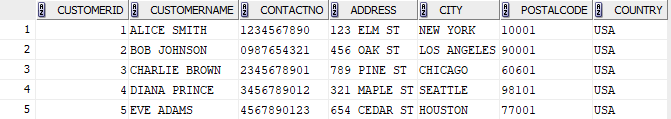 CUSTOMERID CUSTOMERNAME CONTACTNO ADDRESS CITY POSTALCODE COUNTRY
1 1 ALICE SMITH 1234567890 123 ELM ST NEW YORK 10001 USA
2 2 BOB JOHNSON 0987654321 456 OAK ST LOS ANGELES 90001 USA
3 3 CHARLIE BROWN 2345678901 789 PINE ST CHICAGO 60601 USA
4 4 DIANA PRINCE 3456789012 321 MAPLE ST SEATTLE 98101 USA
5 5 EVE ADAMS 4567890123 654 CEDAR ST HOUSTON 77001 USA